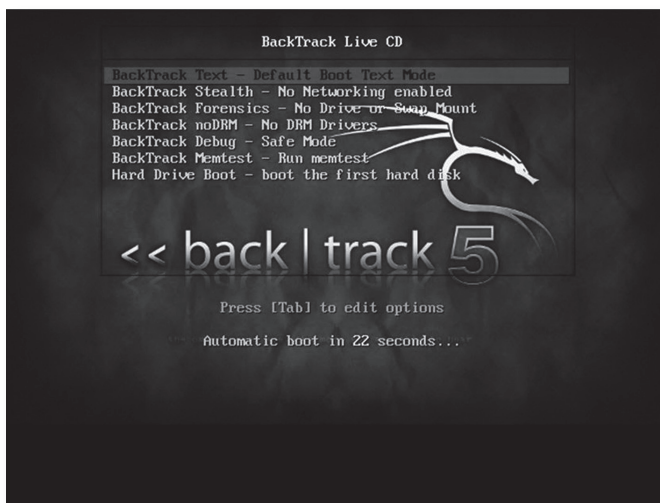 BackTrack Live CD
BackTrack Text - Default Boot Text Mode
BackTrack Stealth - No Networking enabled
BackTrack Forensics - No Drive or Swap Mount
BackTrack noDRM - No DRM Drivers
BackTrack Debug - Safe Mode
BackTrack Memtest - Run memtest
Hard Drive Boot - boot the first hard disk
<< back | track 5
Press [Tab] to edit options
Automatic boot in 22 seconds...